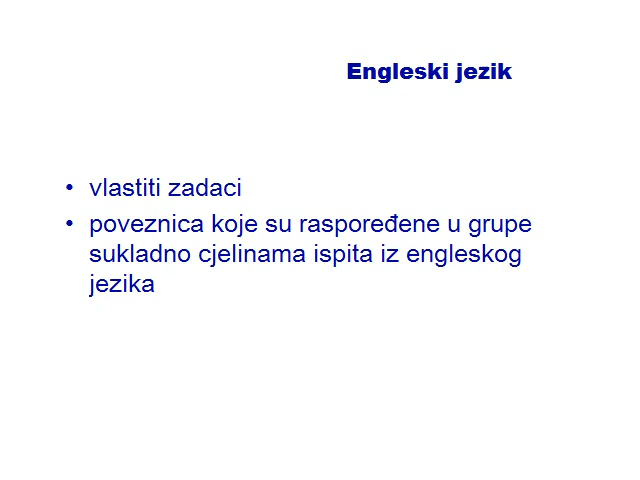 Engleski jezik
• vlastiti zadaci
• poveznica koje su raspoređene u grupe
sukladno cjelinama ispita iz engleskog
jezika